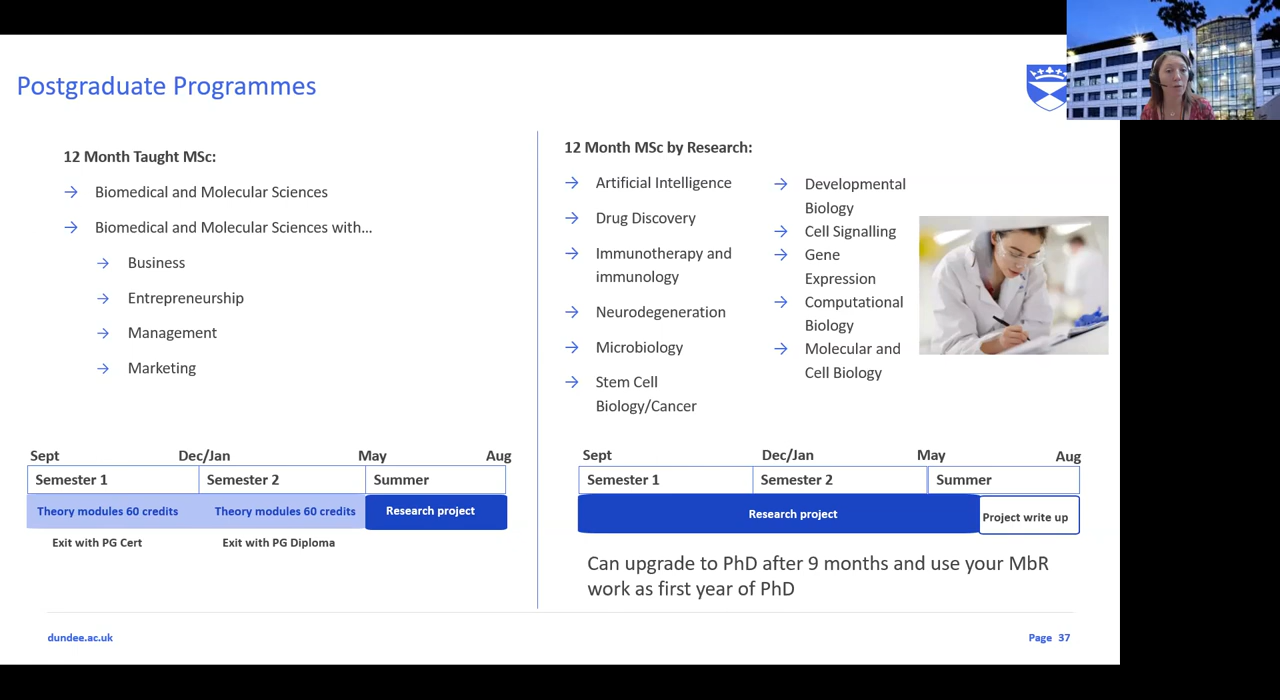 Postgraduate Programmes
12 Month Taught MSc:
→ Biomedical and Molecular Sciences
→ Biomedical and Molecular Sciences with...
→ Business
→ Entrepreneurship
→ Management
→ Marketing
Sept Dec/Jan May Aug
Semester 1 Semester 2 Summer
Theory modules 60 credits Theory modules 60 credits Research project
Exit with PG Cert Exit with PG Diploma
12 Month MSc by Research:
→ Artificial Intelligence
→ Drug Discovery
→ Immunotherapy and
immunology
→ Neurodegeneration
→ Microbiology
→ Stem Cell
Biology/Cancer
→ Developmental
Biology
→ Cell Signalling
→ Gene
Expression
→ Computational
Biology
→ Molecular and
Cell Biology
Sept Dec/Jan May Aug
Semester 1 Semester 2 Summer
Research project Project write up
Can upgrade to PhD after 9 months and use your MbR
work as first year of PhD
dundee.ac.uk Page 37